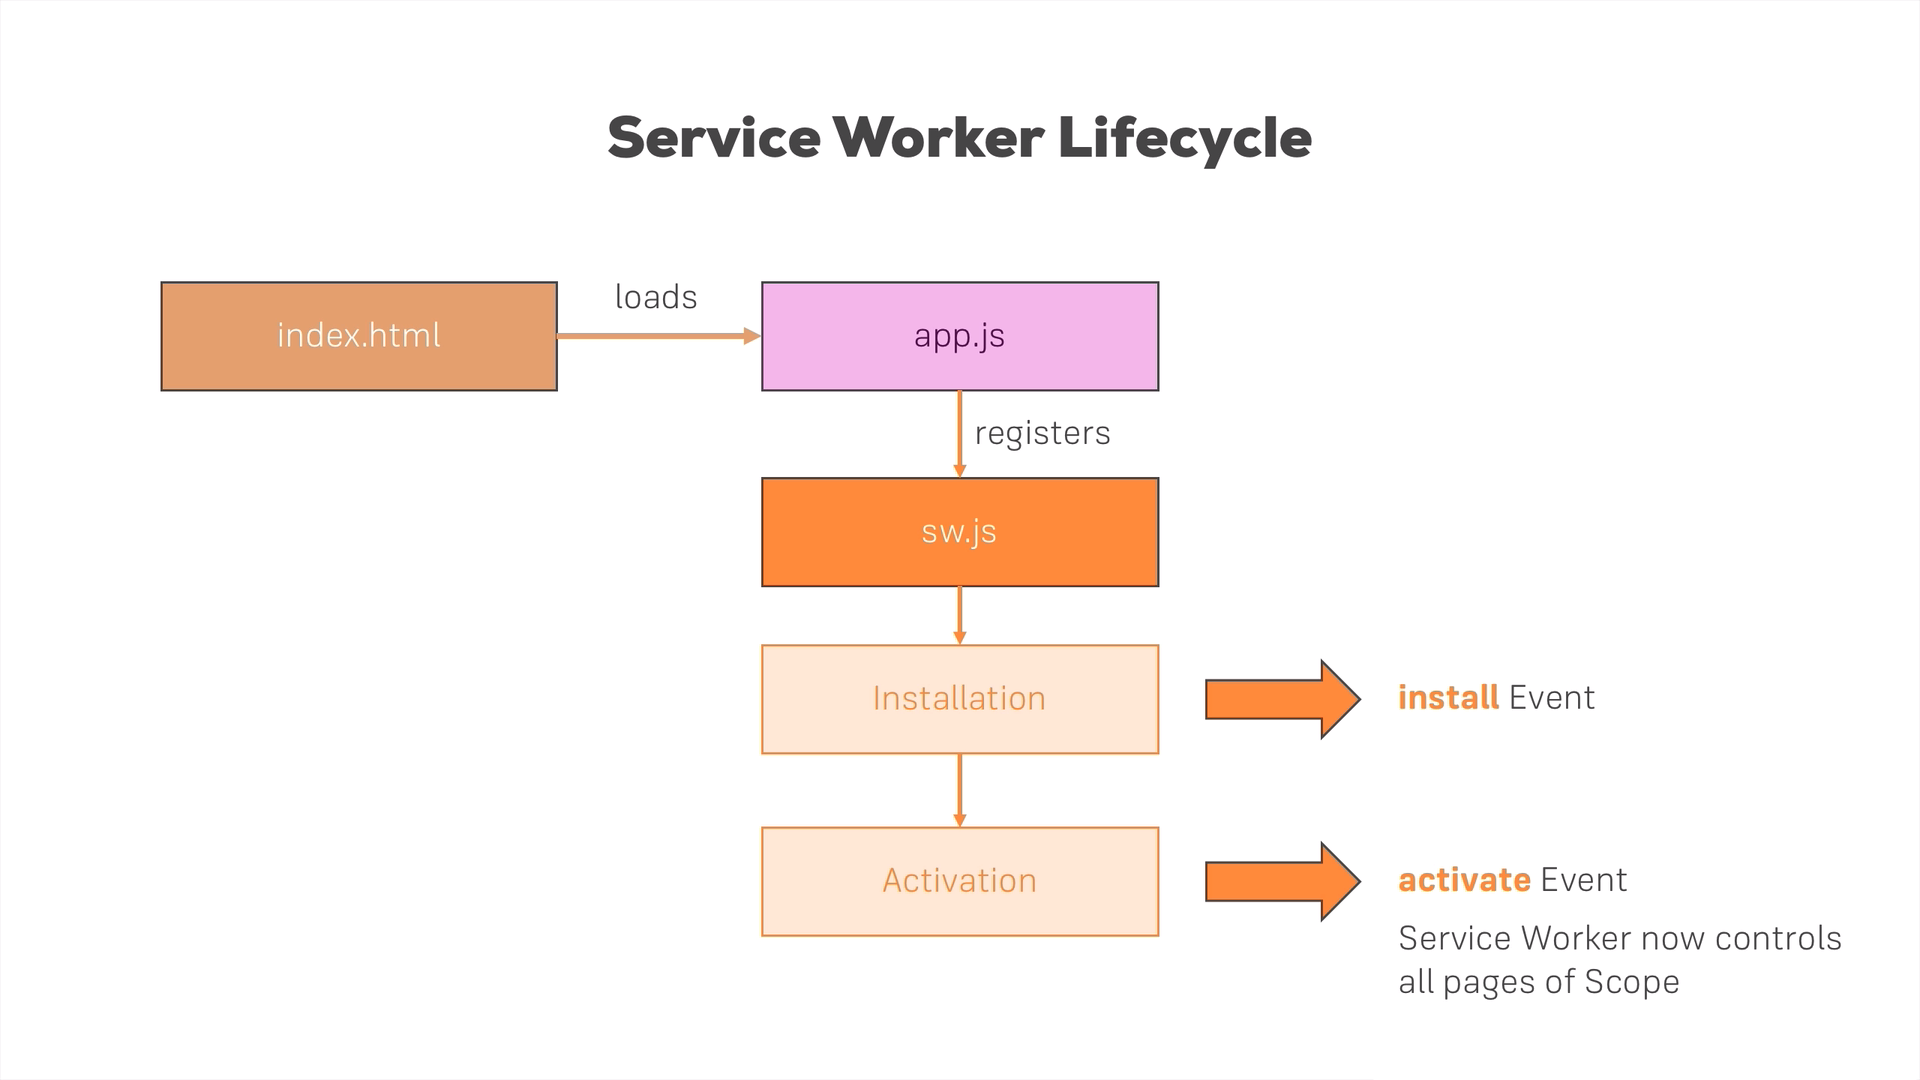 Service Worker Lifecycle
index.html
loads
app.js
registers
sw.js
Installation
install Event
Activation
activate Event
Service Worker now controls
all pages of Scope